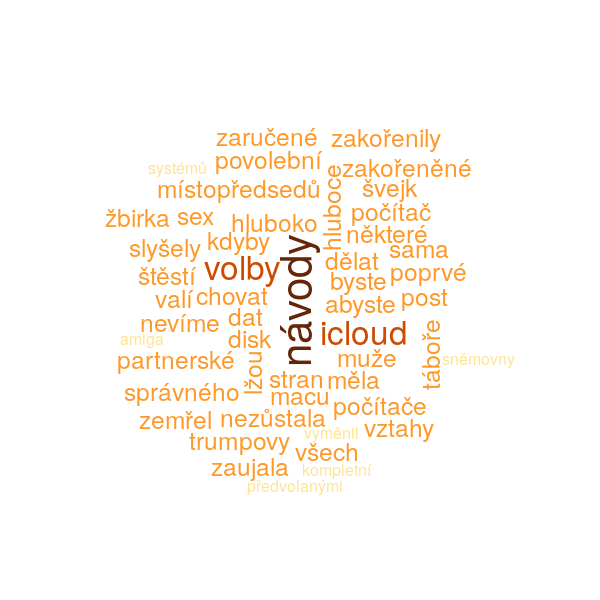 zaručené
zakořenily
povolební
systémů
zakořeněné
místopředsedů
švejk
hluboce
žbirka
sex
počítač
hluboko
některé
slyšely
kdyby
sama
volby
dělat
štěstí
byste
poprvé
návody
valí
chovat
abyste
post
nevíme
dat
icloud
amiga
disk
táboře
partnerské
muže
sněmovny
lžou
stran
měla
správného
macu
počítače
zemřel
nezůstala
vztahy
vyměnil
trumpovy
všech
zaujala
kompletní
předvolanými